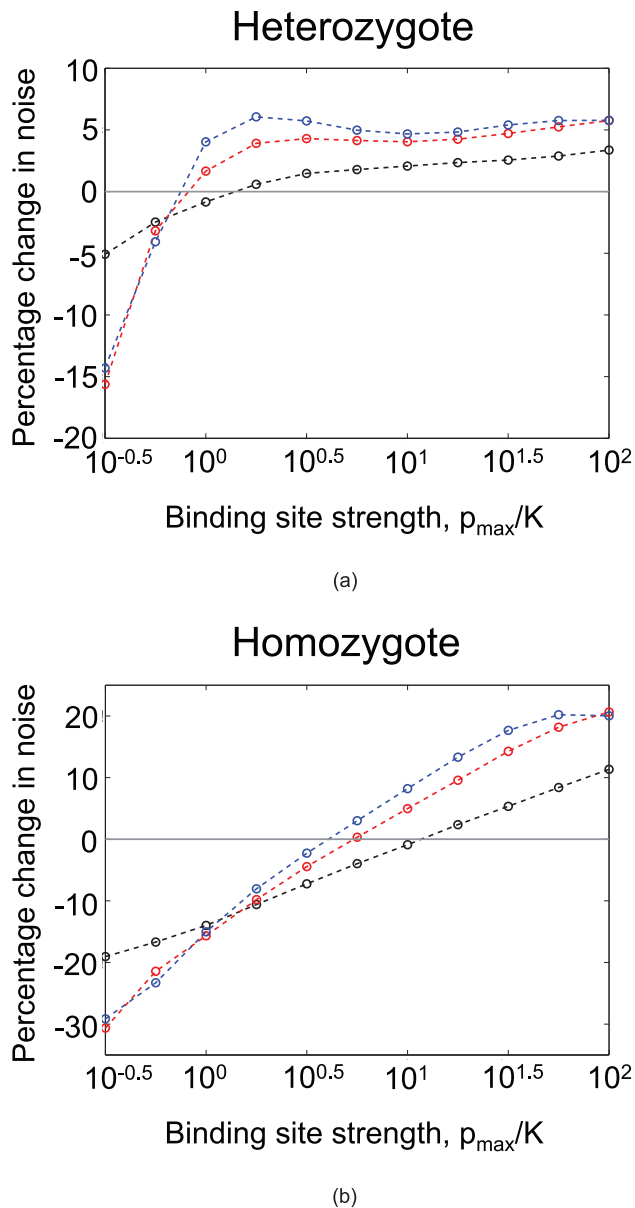 Heterozygote
Percentage change in noise
10
5
0
-5
-10
-15
-20
10^-0.5 10^0 10^0.5 10^1 10^1.5 10^2
Binding site strength, p_max/K
(a)
Homozygote
Percentage change in noise
20
10
0
-10
-20
-30
10^-0.5 10^0 10^0.5 10^1 10^1.5 10^2
Binding site strength, p_max/K
(b)